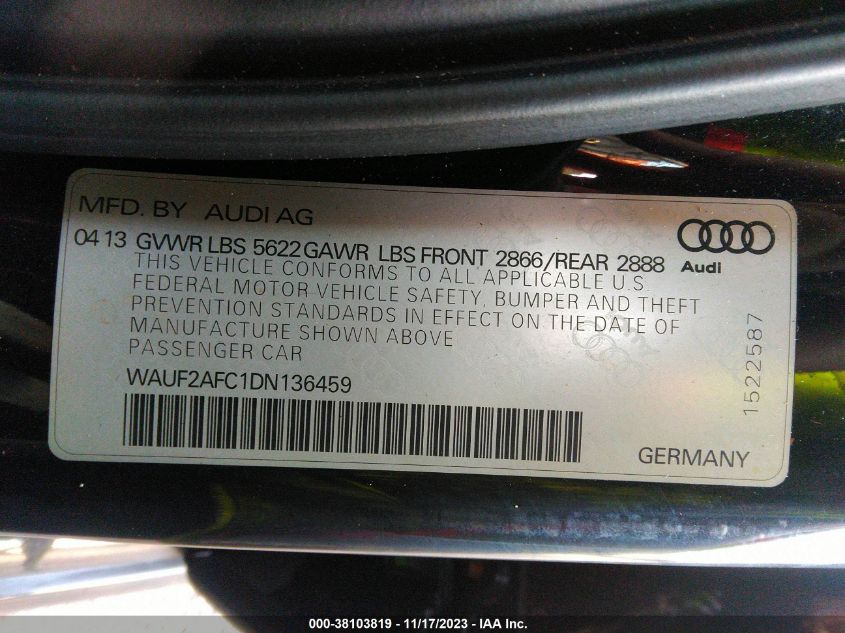 MFD. BY AUDI AG
04 13 GVWR LBS 5622 GAWR LBS FRONT 2866/REAR 2888
Audi
THIS VEHICLE CONFORMS TO ALL APPLICABLE U.S.
FEDERAL MOTOR VEHICLE SAFETY, BUMPER AND THEFT
PREVENTION STANDARDS IN EFFECT ON THE DATE OF
MANUFACTURE SHOWN ABOVE
PASSENGER CAR
WAUF2AFC1DN136459
1522587
GERMANY
000-38103819 - 11/17/2023 - IAA Inc.